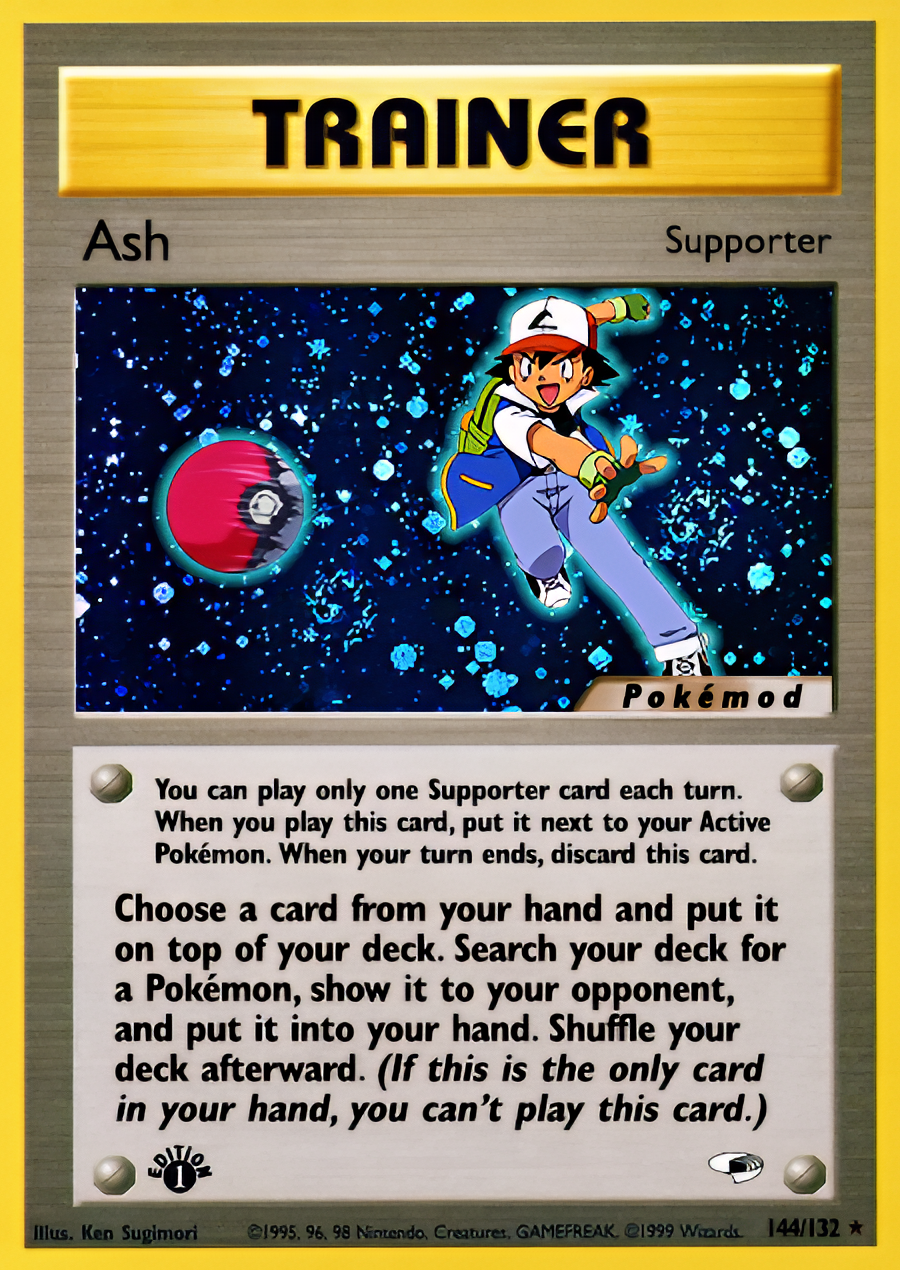 TRAINER
Ash
Supporter
Pokémod
You can play only one Supporter card each turn.
When you play this card, put it next to your Active
Pokémon. When your turn ends, discard this card.
Choose a card from your hand and put it
on top of your deck. Search your deck for
a Pokémon, show it to your opponent,
and put it into your hand. Shuffle your
deck afterward. (If this is the only card
in your hand, you can't play this card.)
EDITION
1
Illus. Ken Sugimori
©1995, 96, 98 Nintendo, Creatures, GAMEFREAK. ©1999 Wizards.
144/132 ★